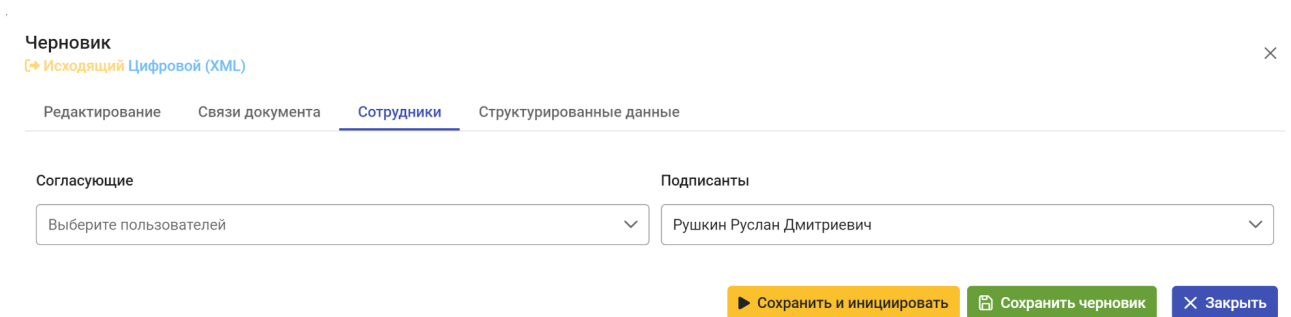 Черновик
Исходящий Цифровой (XML)
Редактирование Связи документа Сотрудники Структурированные данные
Согласующие Подписанты
Выберите пользователей Рушкин Руслан Дмитриевич
Сохранить и инициировать Сохранить черновик Закрыть